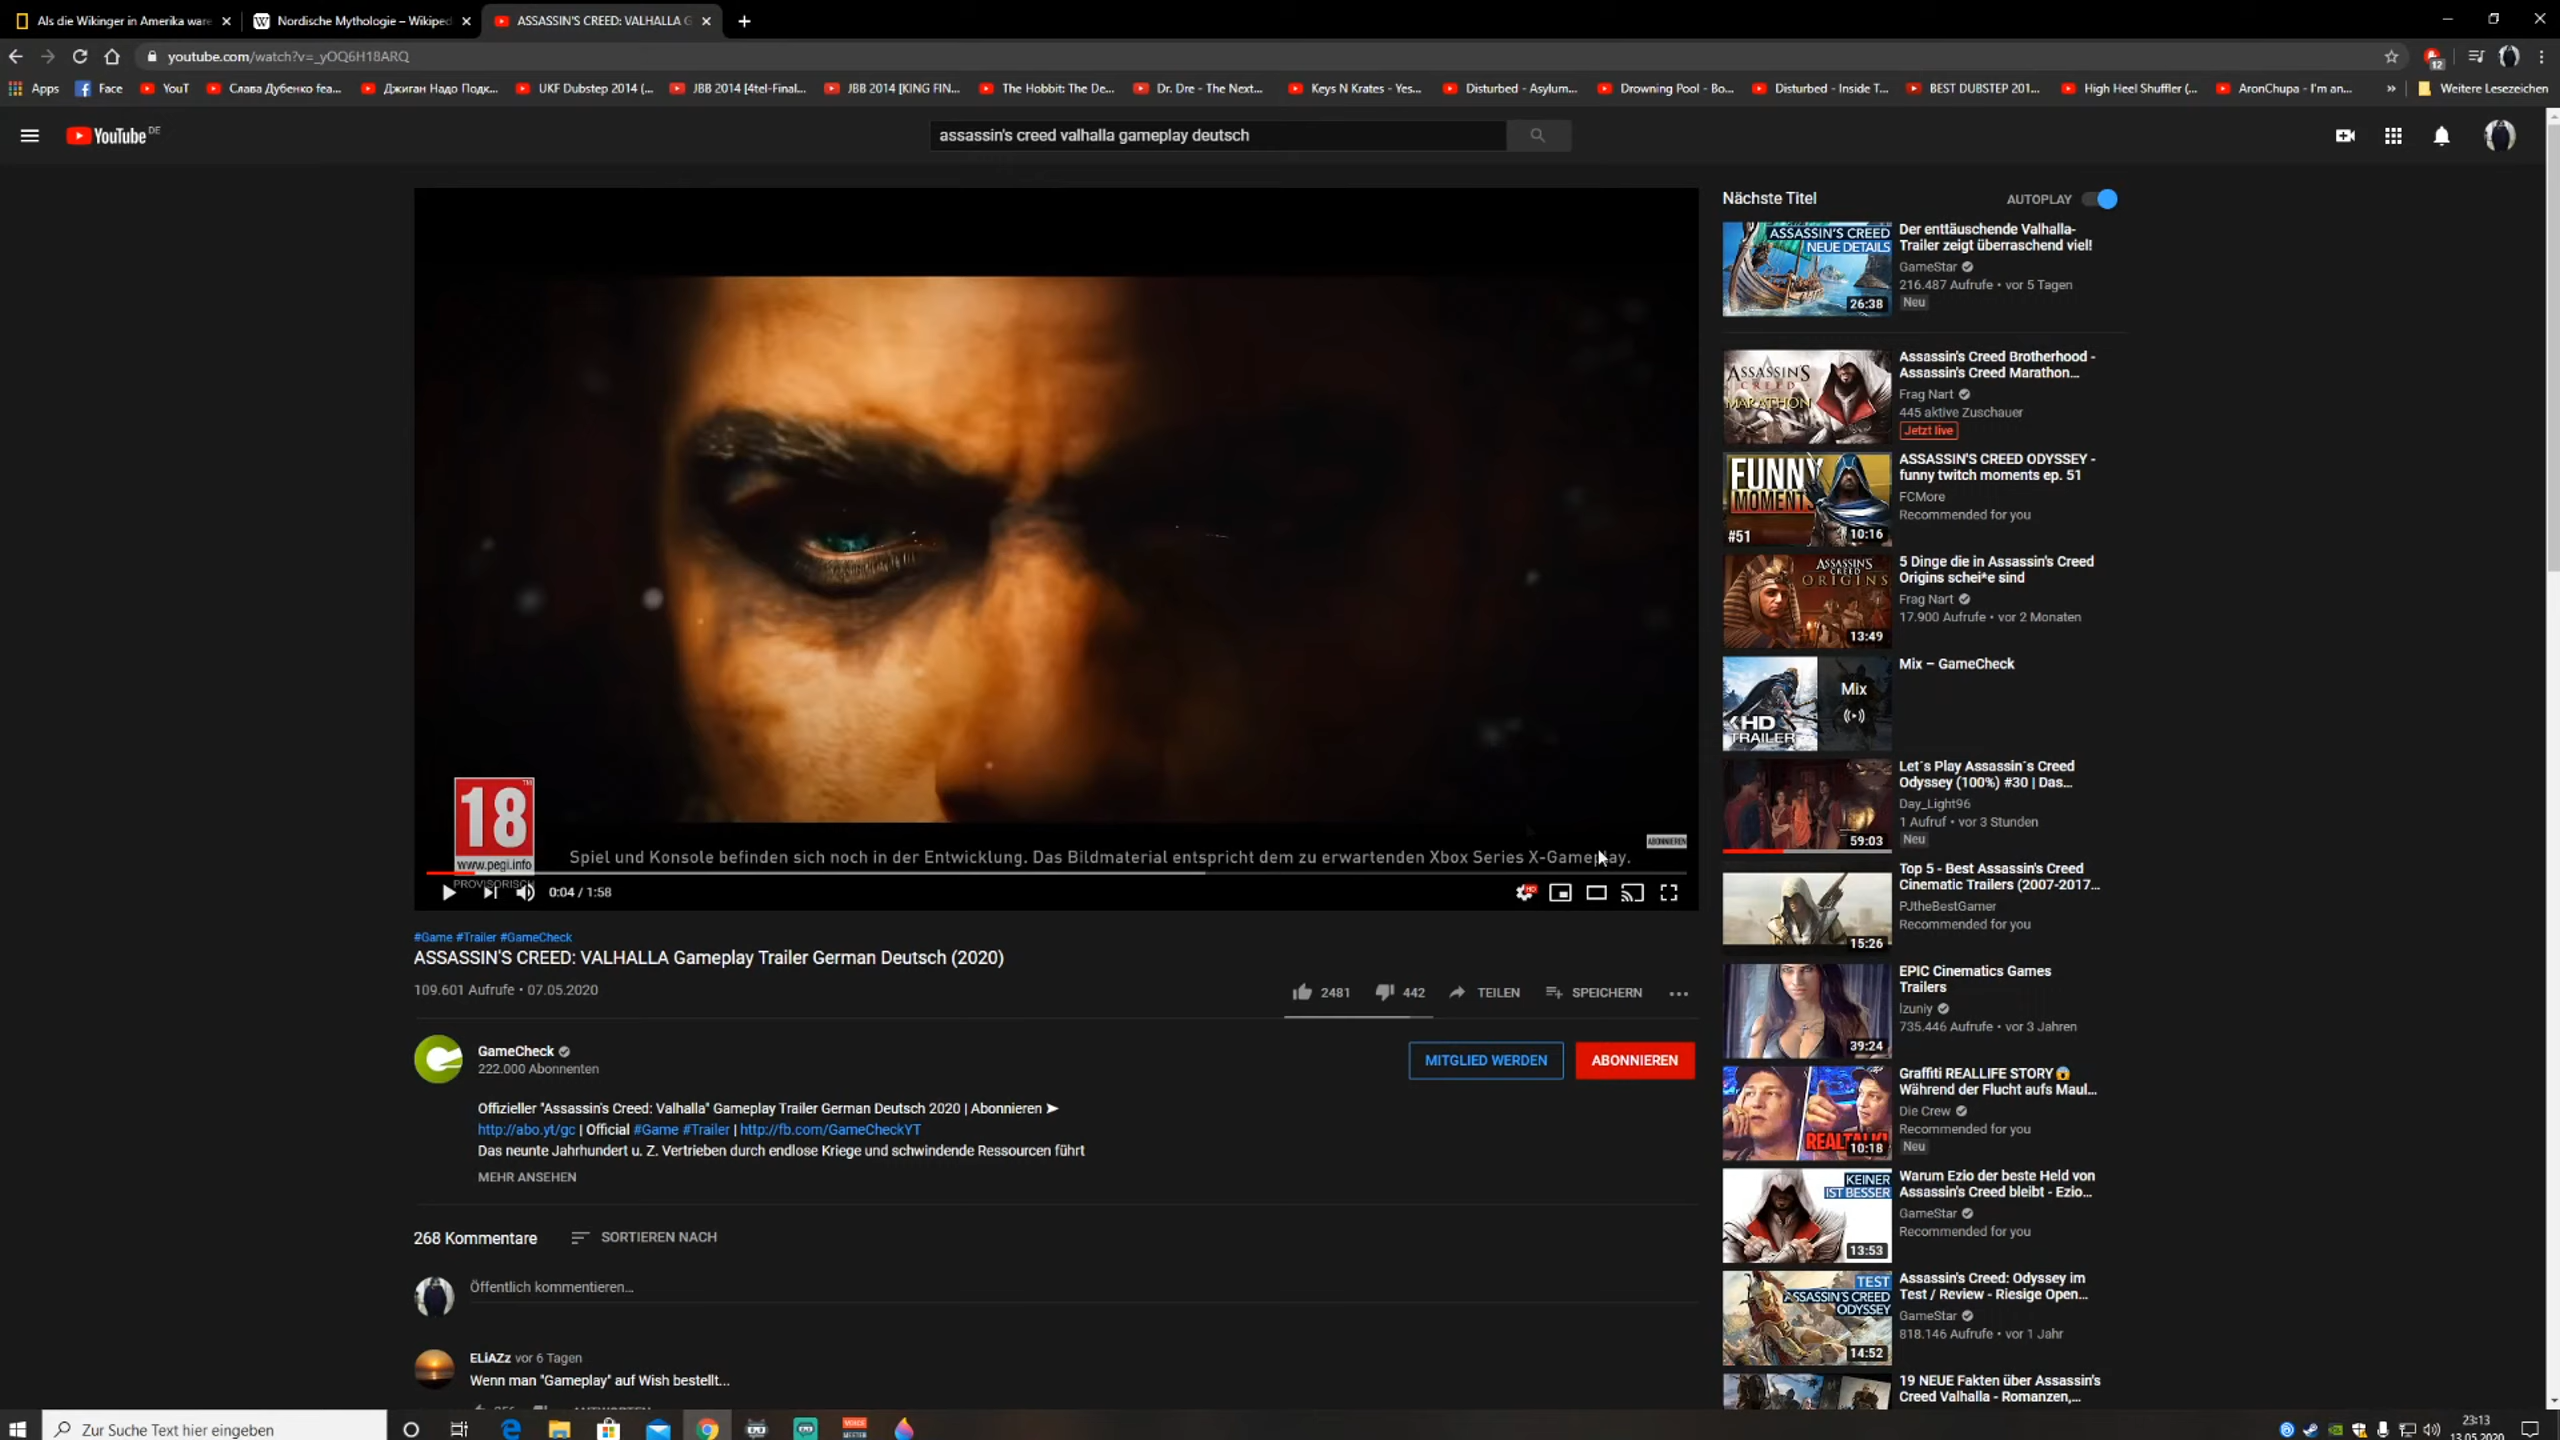 Als die Wikinger in Amerika ware
Nordische Mythologie – Wikiped
ASSASSIN'S CREED: VALHALLA G
youtube.com/watch?v=_yOQ6H18ARQ
12
Apps
Face
YouT
Слава Дубенко fea...
Джиган Надо Подк...
UKF Dubstep 2014 (...
JBB 2014 [4tel-Final...
JBB 2014 [KING FIN...
The Hobbit: The De...
Dr. Dre - The Next...
Keys N Krates - Yes...
Disturbed - Asylum...
Drowning Pool - Bo...
Disturbed - Inside T...
BEST DUBSTEP 201...
High Heel Shuffler (...
AronChupa - I'm an...
»
Weitere Lesezeichen
YouTube DE
assassin's creed valhalla gameplay deutsch
18
www.pegi.info
PROVISORISCH
Spiel und Konsole befinden sich noch in der Entwicklung. Das Bildmaterial entspricht dem zu erwartenden Xbox Series X-Gameplay.
ABONNIEREN
0:04 / 1:58
HD
#Game #Trailer #GameCheck
ASSASSIN'S CREED: VALHALLA Gameplay Trailer German Deutsch (2020)
109.601 Aufrufe • 07.05.2020
2481
442
TEILEN
SPEICHERN
GameCheck
222.000 Abonnenten
MITGLIED WERDEN
ABONNIEREN
Offizieller "Assassin's Creed: Valhalla" Gameplay Trailer German Deutsch 2020 | Abonnieren ➤
http://abo.yt/gc | Official #Game #Trailer | http://fb.com/GameCheckYT
Das neunte Jahrhundert u. Z. Vertrieben durch endlose Kriege und schwindende Ressourcen führt
MEHR ANSEHEN
268 Kommentare
SORTIEREN NACH
Öffentlich kommentieren...
ELiAZz vor 6 Tagen
Wenn man "Gameplay" auf Wish bestellt...
Nächste Titel
AUTOPLAY
ASSASSIN'S CREED
NEUE DETAILS
26:38
Der enttäuschende Valhalla-
Trailer zeigt überraschend viel!
GameStar
216.487 Aufrufe • vor 5 Tagen
Neu
ASSASSIN'S
CREED
MARATHON
Assassin's Creed Brotherhood -
Assassin's Creed Marathon...
Frag Nart
445 aktive Zuschauer
Jetzt live
FUNNY
MOMENTS
#51
10:16
ASSASSIN'S CREED ODYSSEY -
funny twitch moments ep. 51
FCMore
Recommended for you
ASSASSIN'S
CREED
ORIGINS
13:49
5 Dinge die in Assassin's Creed
Origins schei*e sind
Frag Nart
17.900 Aufrufe • vor 2 Monaten
HD
TRAILER
Mix
Mix – GameCheck
59:03
Let´s Play Assassin´s Creed
Odyssey (100%) #30 | Das...
Day_Light96
1 Aufruf • vor 3 Stunden
Neu
15:26
Top 5 - Best Assassin's Creed
Cinematic Trailers (2007-2017...
PJtheBestGamer
Recommended for you
39:24
EPIC Cinematics Games
Trailers
Izuniy
735.446 Aufrufe • vor 3 Jahren
REALTALK!
10:18
Graffiti REALLIFE STORY😱
Während der Flucht aufs Maul...
Die Crew
Recommended for you
Neu
KEINER
IST BESSER
13:53
Warum Ezio der beste Held von
Assassin's Creed bleibt - Ezio...
GameStar
Recommended for you
TEST
ASSASSIN'S CREED
ODYSSEY
14:52
Assassin's Creed: Odyssey im
Test / Review - Riesige Open...
GameStar
818.146 Aufrufe • vor 1 Jahr
19 NEUE Fakten über Assassin's
Creed Valhalla - Romanzen,...
Zur Suche Text hier eingeben
VOICE
MEETER
23:13
13.05.2020